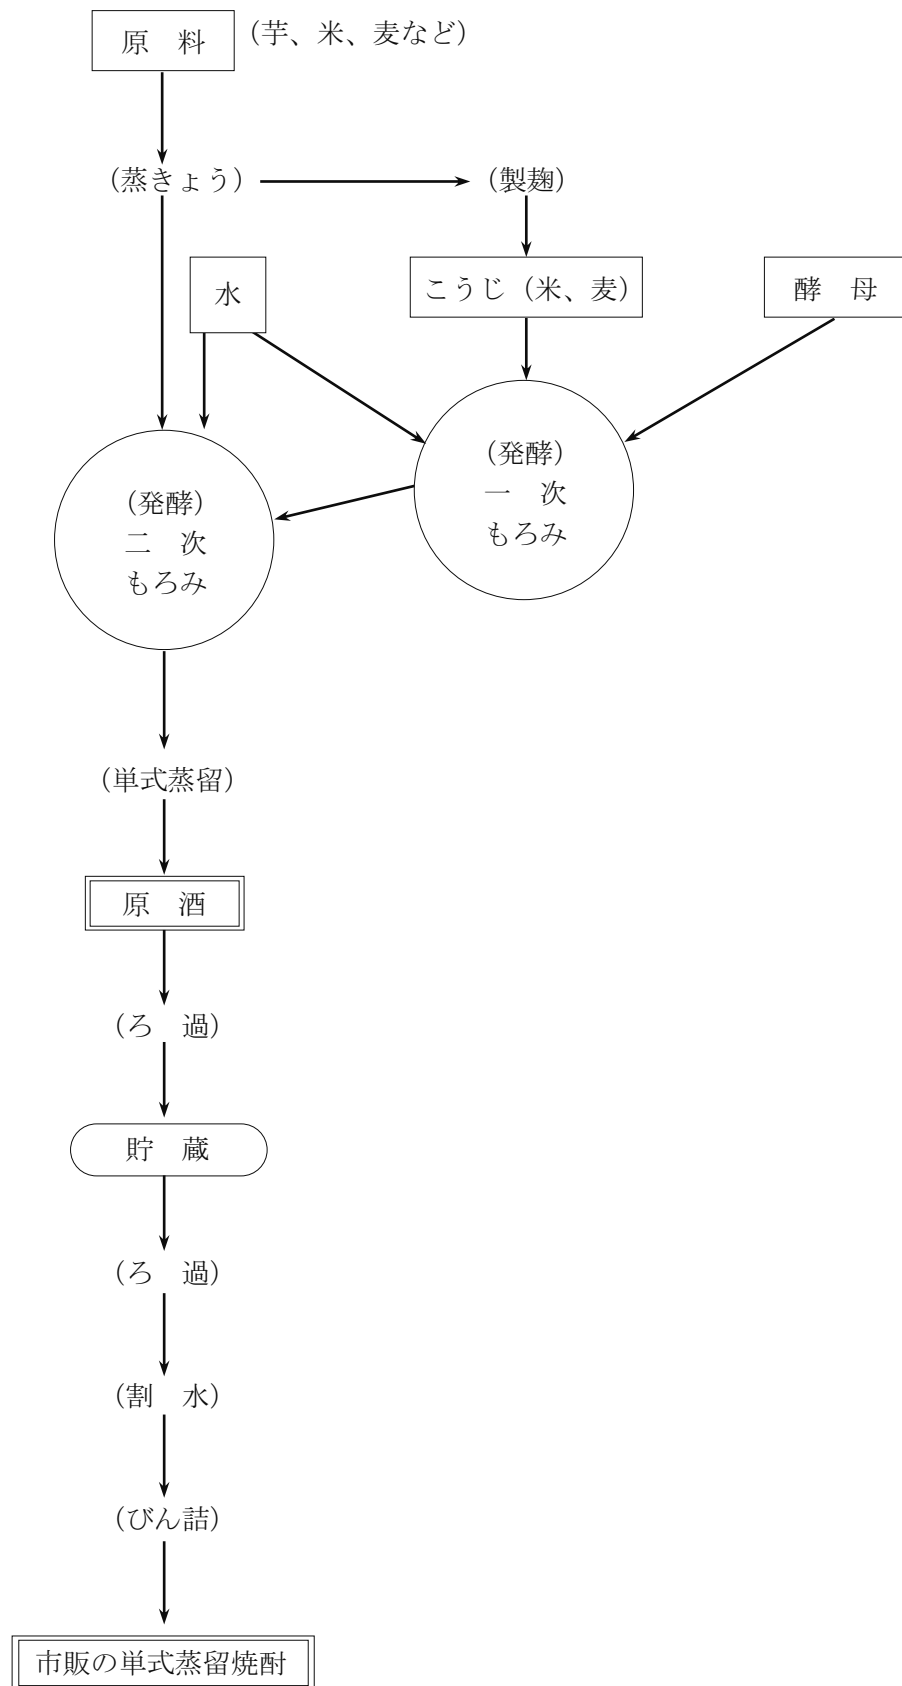 原　料
（芋、米、麦など）
（蒸きょう）
（製麹）
水
こうじ（米、麦）
酵　母
（発酵）
一　次
もろみ
（発酵）
二　次
もろみ
（単式蒸留）
原　酒
（ろ　過）
貯　蔵
（ろ　過）
（割　水）
（びん詰）
市販の単式蒸留焼酎